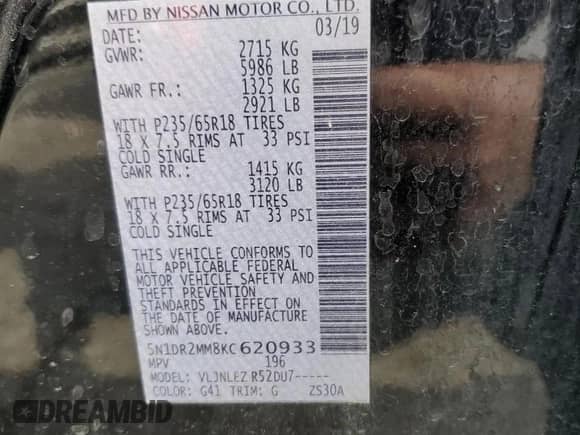 MFD BY NISSAN MOTOR CO., LTD.
DATE: 03/19
GVWR: 2715 KG
5986 LB
GAWR FR.: 1325 KG
2921 LB
WITH P235/65R18 TIRES
18 X 7.5 RIMS AT 33 PSI
COLD SINGLE
GAWR RR.: 1415 KG
3120 LB
WITH P235/65R18 TIRES
18 X 7.5 RIMS AT 33 PSI
COLD SINGLE
THIS VEHICLE CONFORMS TO
ALL APPLICABLE FEDERAL
MOTOR VEHICLE SAFETY AND
THEFT PREVENTION
STANDARDS IN EFFECT ON
THE DATE OF MANUFACTURE
SHOWN ABOVE.
5N1DR2MM8KC620933
MPV 196
MODEL: VLJNLEZ R52DU7-----
COLOR: G41 TRIM: G ZS30A
DREAMBID